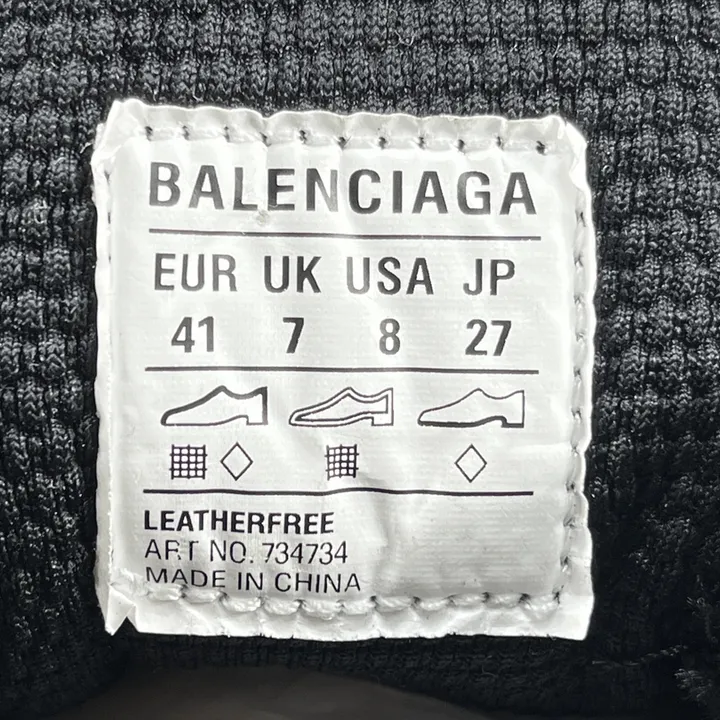 BALENCIAGA
EUR UK USA JP
41 7 8 27
LEATHERFREE
ART NO. 734734
MADE IN CHINA